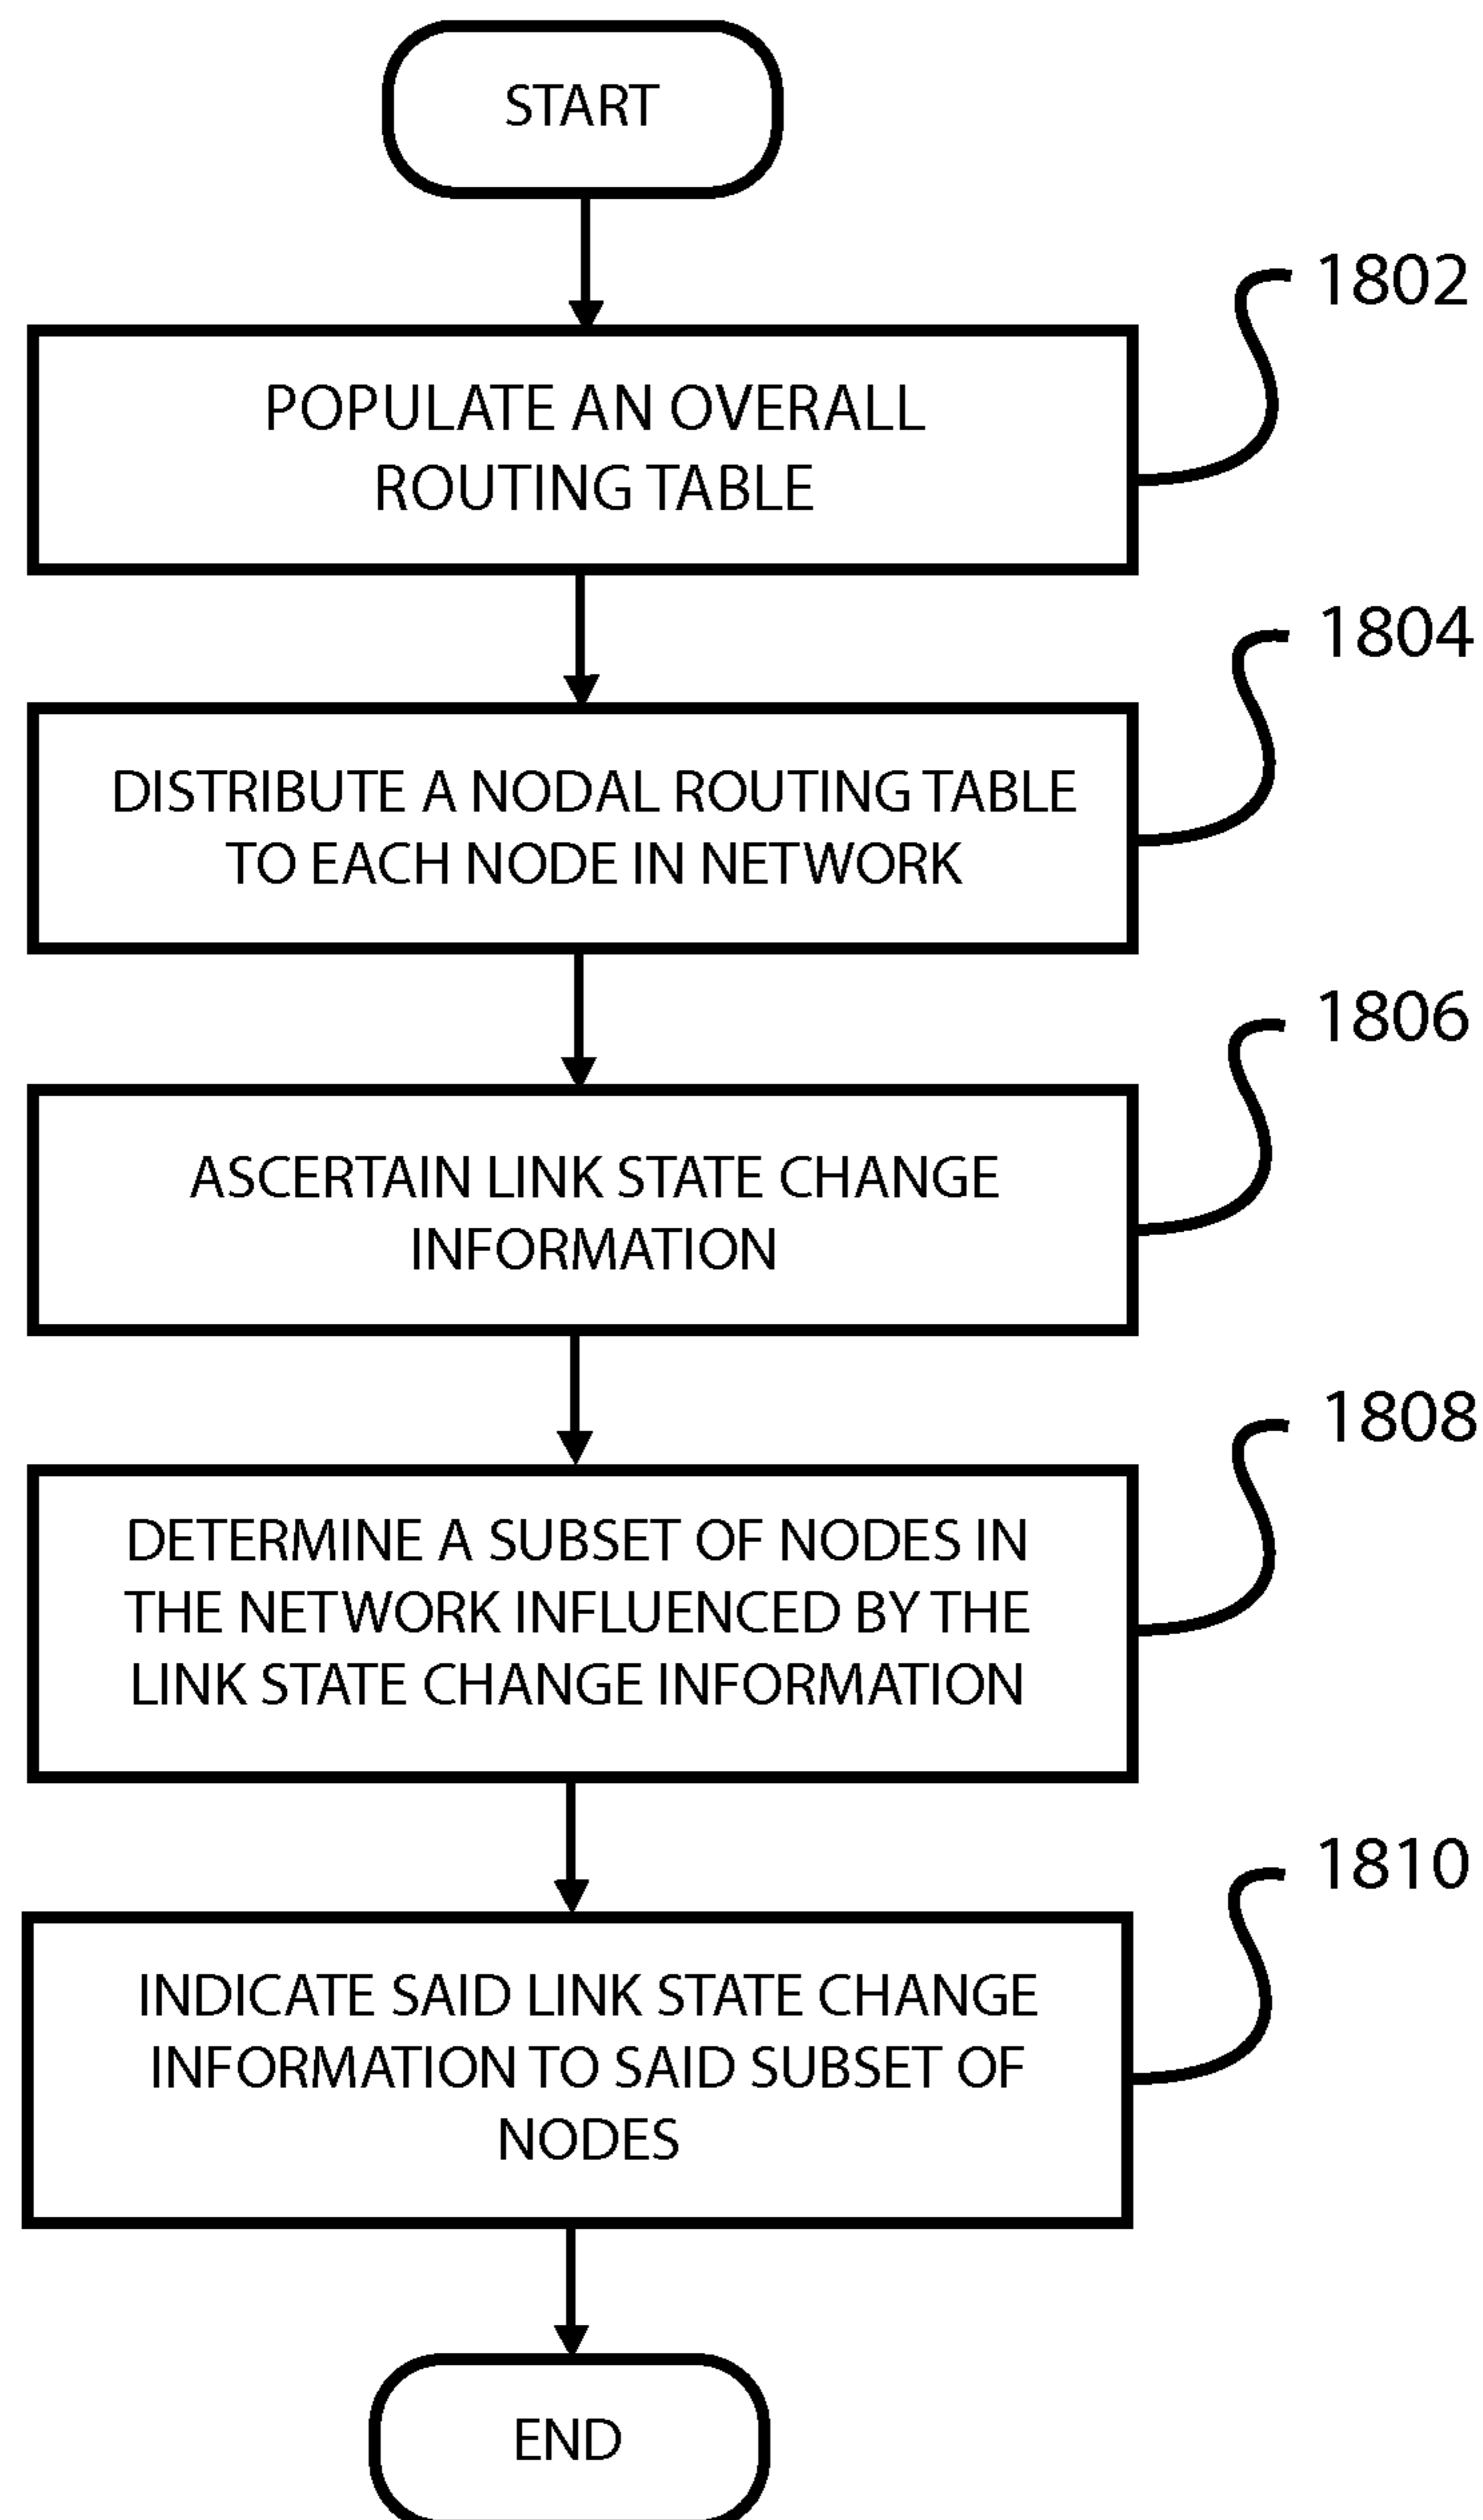 START
1802
POPULATE AN OVERALL
ROUTING TABLE
1804
DISTRIBUTE A NODAL ROUTING TABLE
TO EACH NODE IN NETWORK
1806
ASCERTAIN LINK STATE CHANGE
INFORMATION
1808
DETERMINE A SUBSET OF NODES IN
THE NETWORK INFLUENCED BY THE
LINK STATE CHANGE INFORMATION
1810
INDICATE SAID LINK STATE CHANGE
INFORMATION TO SAID SUBSET OF
NODES
END